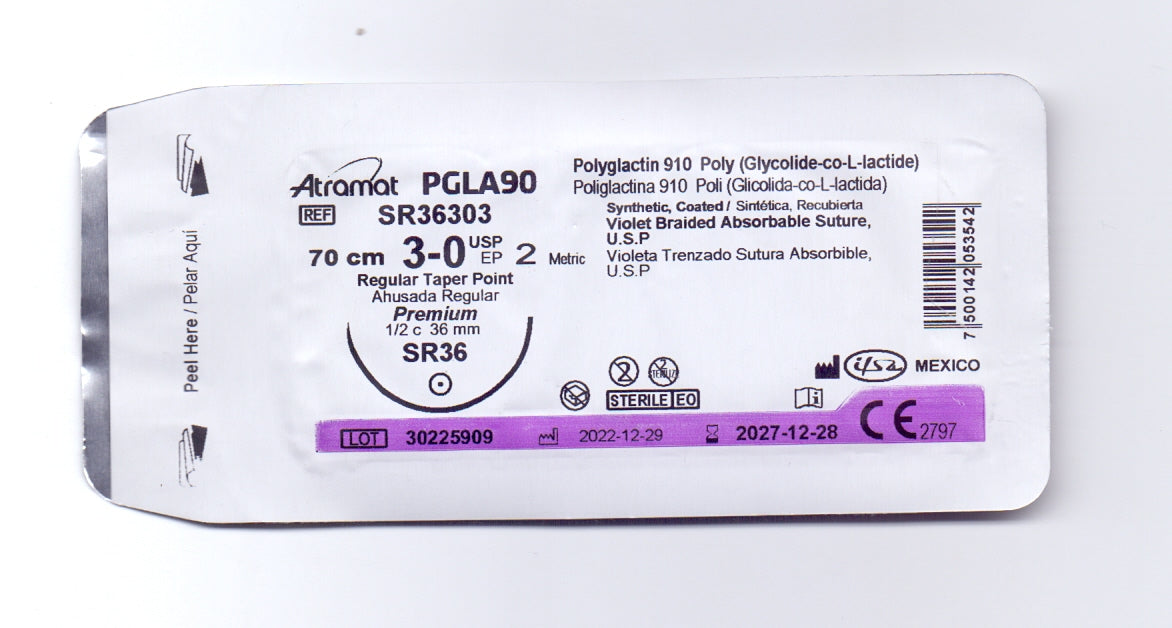 Peel Here / Pelar Aquí
Atramat PGLA90
REF SR36303
70 cm 3-0 USP EP 2 Metric
Regular Taper Point
Ahusada Regular
Premium
1/2 c 36 mm
SR36
Polyglactin 910 Poly (Glycolide-co-L-lactide)
Poliglactina 910 Poli (Glicolida-co-L-lactida)
Synthetic, Coated / Sintética, Recubierta
Violet Braided Absorbable Suture,
U.S.P
Violeta Trenzado Sutura Absorbible,
U.S.P
7 500142 053542
2
2 STERILIZE
STERILE EO
i
ifsa MEXICO
LOT 30225909 2022-12-29 2027-12-28 CE 2797